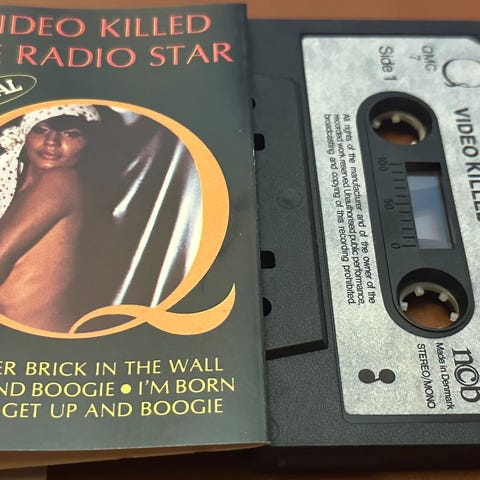 VIDEO KILLED
E RADIO STAR
AL
ER BRICK IN THE WALL
ND BOOGIE • I'M BORN
GET UP AND BOOGIE
QMC
7
Side 1
VIDEO KILLED
All rights of the manufacturer and of the owner of the
recorded work reserved. Unauthorised public performance,
broadcasting and copying of this recording prohibited.
100 50 0
ncb
Made in Denmark
STEREO/MONO